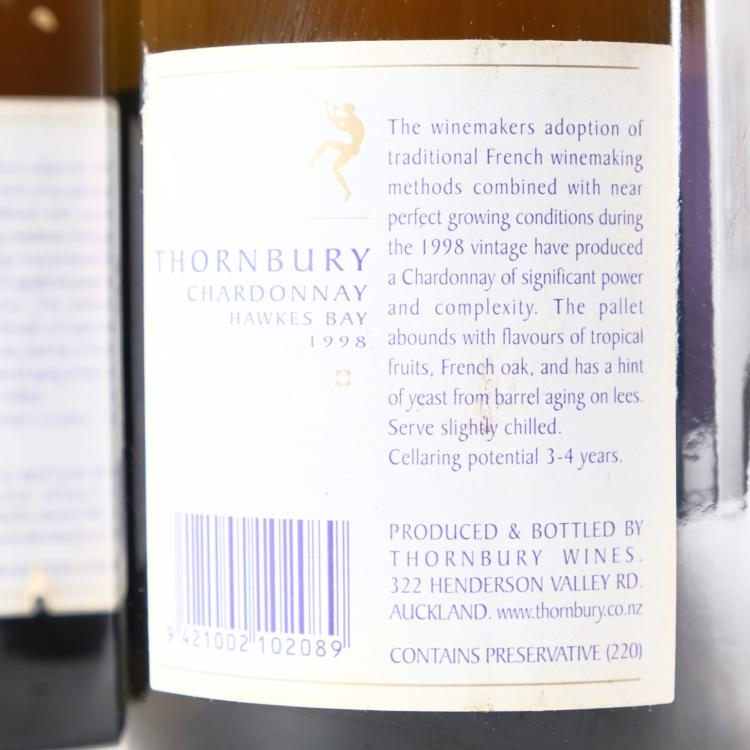 THORNBURY
CHARDONNAY
HAWKES BAY
1998
The winemakers adoption of
traditional French winemaking
methods combined with near
perfect growing conditions during
the 1998 vintage have produced
a Chardonnay of significant power
and complexity. The pallet
abounds with flavours of tropical
fruits, French oak, and has a hint
of yeast from barrel aging on lees.
Serve slightly chilled.
Cellaring potential 3-4 years.
PRODUCED & BOTTLED BY
THORNBURY WINES.
322 HENDERSON VALLEY RD.
AUCKLAND. www.thornbury.co.nz
CONTAINS PRESERVATIVE (220)
9 421002 102089